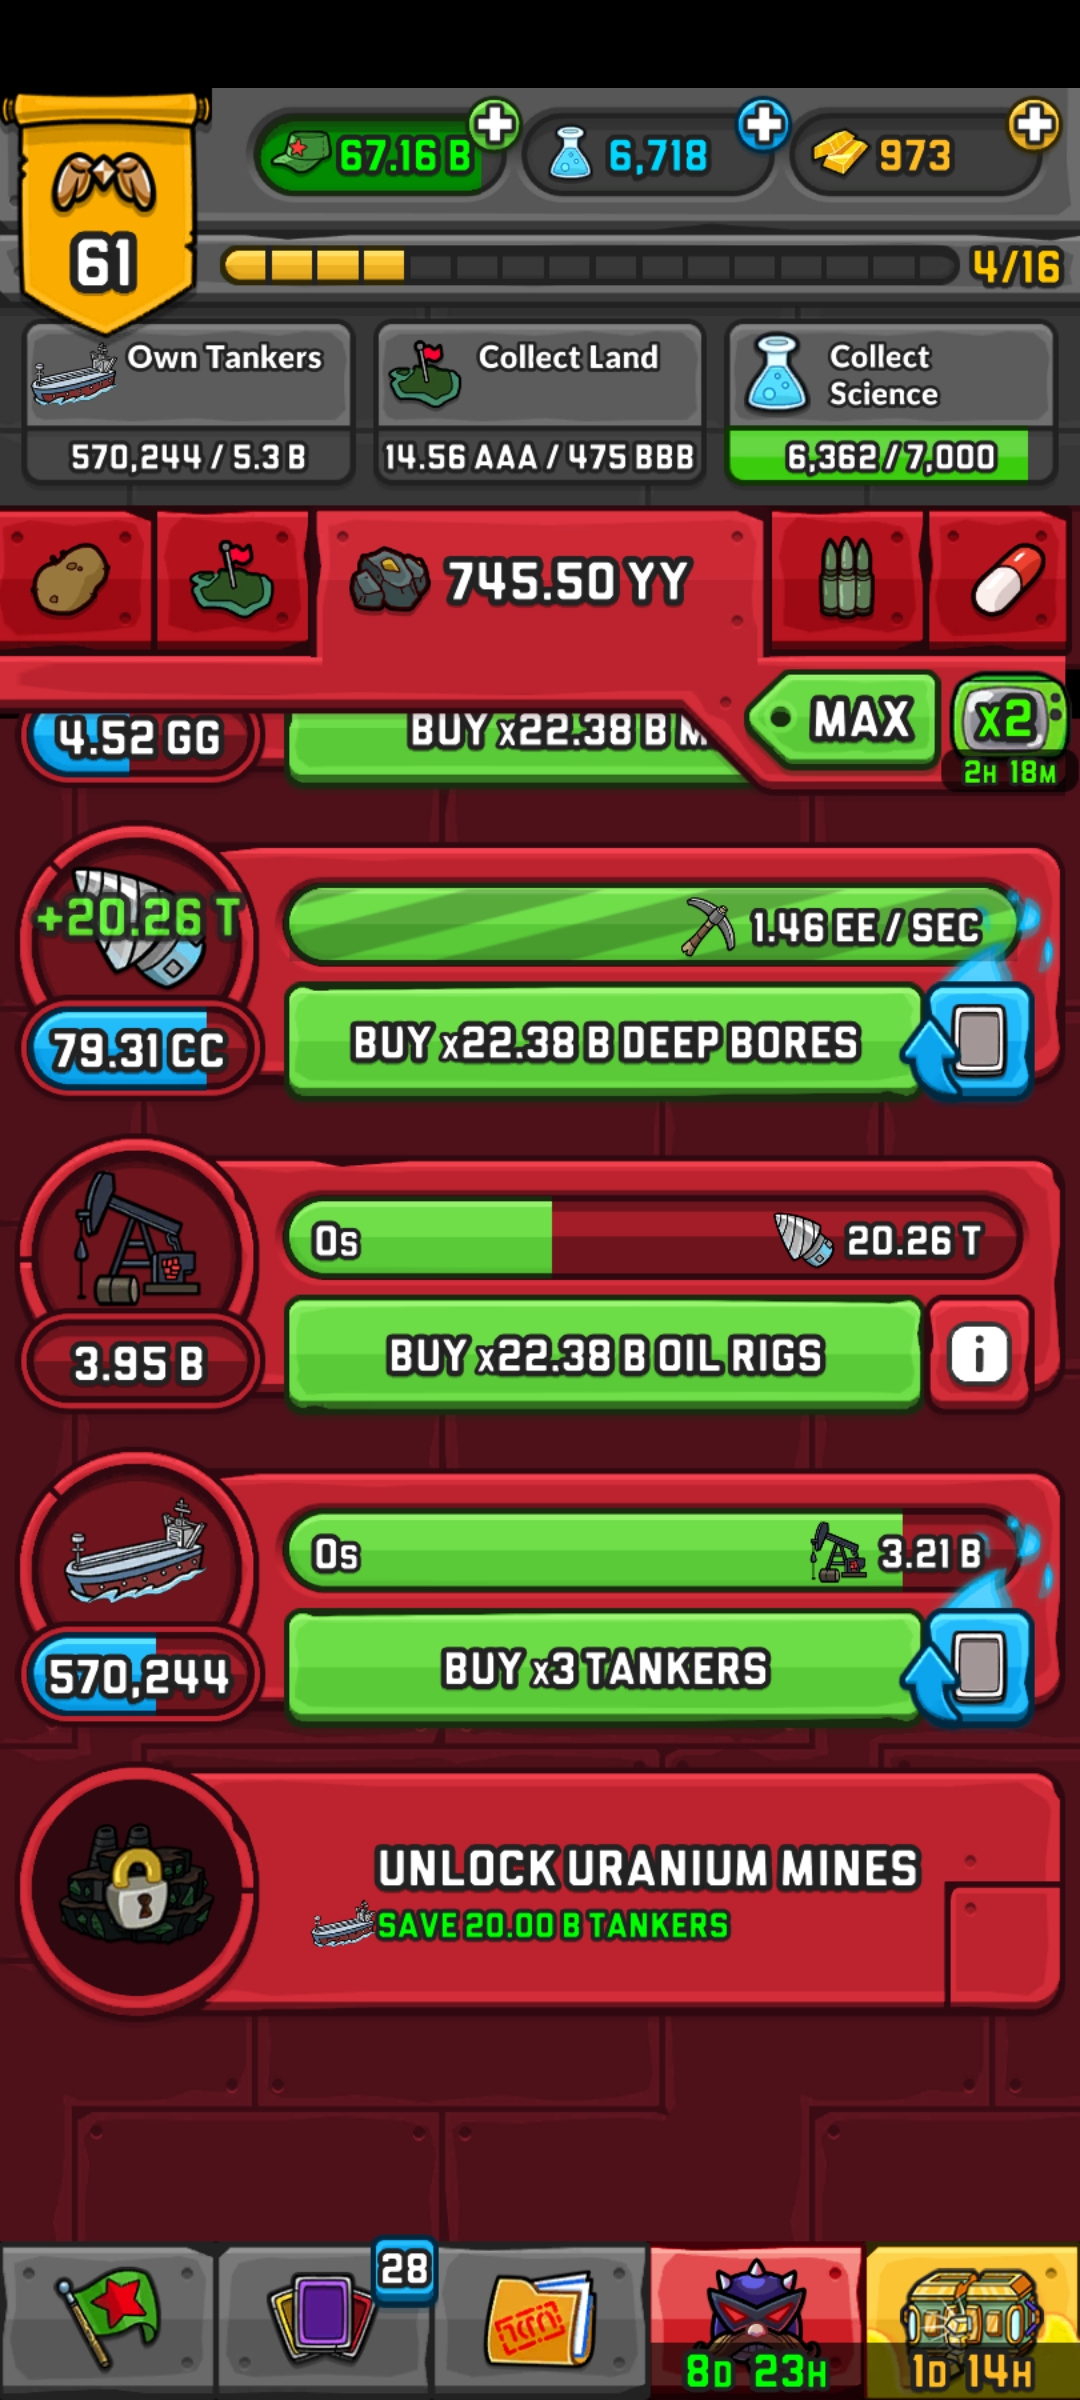 67.16 B
6,718
973
61
4/16
Own Tankers
570,244 / 5.3 B
Collect Land
14.56 AAA / 475 BBB
Collect
Science
6,362 / 7,000
745.50 YY
MAX
x2
2H 18M
4.52 GG
BUY x22.38 B M
+20.26 T
1.46 EE / SEC
79.31 CC
BUY x22.38 B DEEP BORES
0s
20.26 T
3.95 B
BUY x22.38 B OIL RIGS
i
0s
3.21 B
570,244
BUY x3 TANKERS
UNLOCK URANIUM MINES
SAVE 20.00 B TANKERS
28
8D 23H
1D 14H